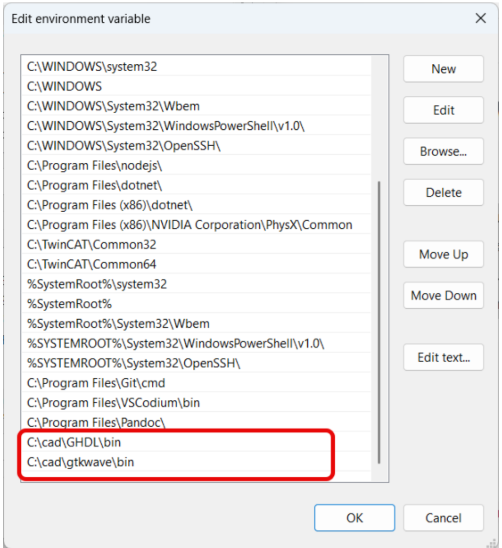 Edit environment variable
C:\WINDOWS\system32
C:\WINDOWS
C:\WINDOWS\System32\Wbem
C:\WINDOWS\System32\WindowsPowerShell\v1.0\
C:\WINDOWS\System32\OpenSSH\
C:\Program Files\nodejs\
C:\Program Files\dotnet\
C:\Program Files (x86)\dotnet\
C:\Program Files (x86)\NVIDIA Corporation\PhysX\Common
C:\TwinCAT\Common32
C:\TwinCAT\Common64
%SystemRoot%\system32
%SystemRoot%
%SystemRoot%\System32\Wbem
%SYSTEMROOT%\System32\WindowsPowerShell\v1.0\
%SYSTEMROOT%\System32\OpenSSH\
C:\Program Files\Git\cmd
C:\Program Files\VSCodium\bin
C:\Program Files\Pandoc\
C:\cad\GHDL\bin
C:\cad\gtkwave\bin
New
Edit
Browse...
Delete
Move Up
Move Down
Edit text...
OK
Cancel